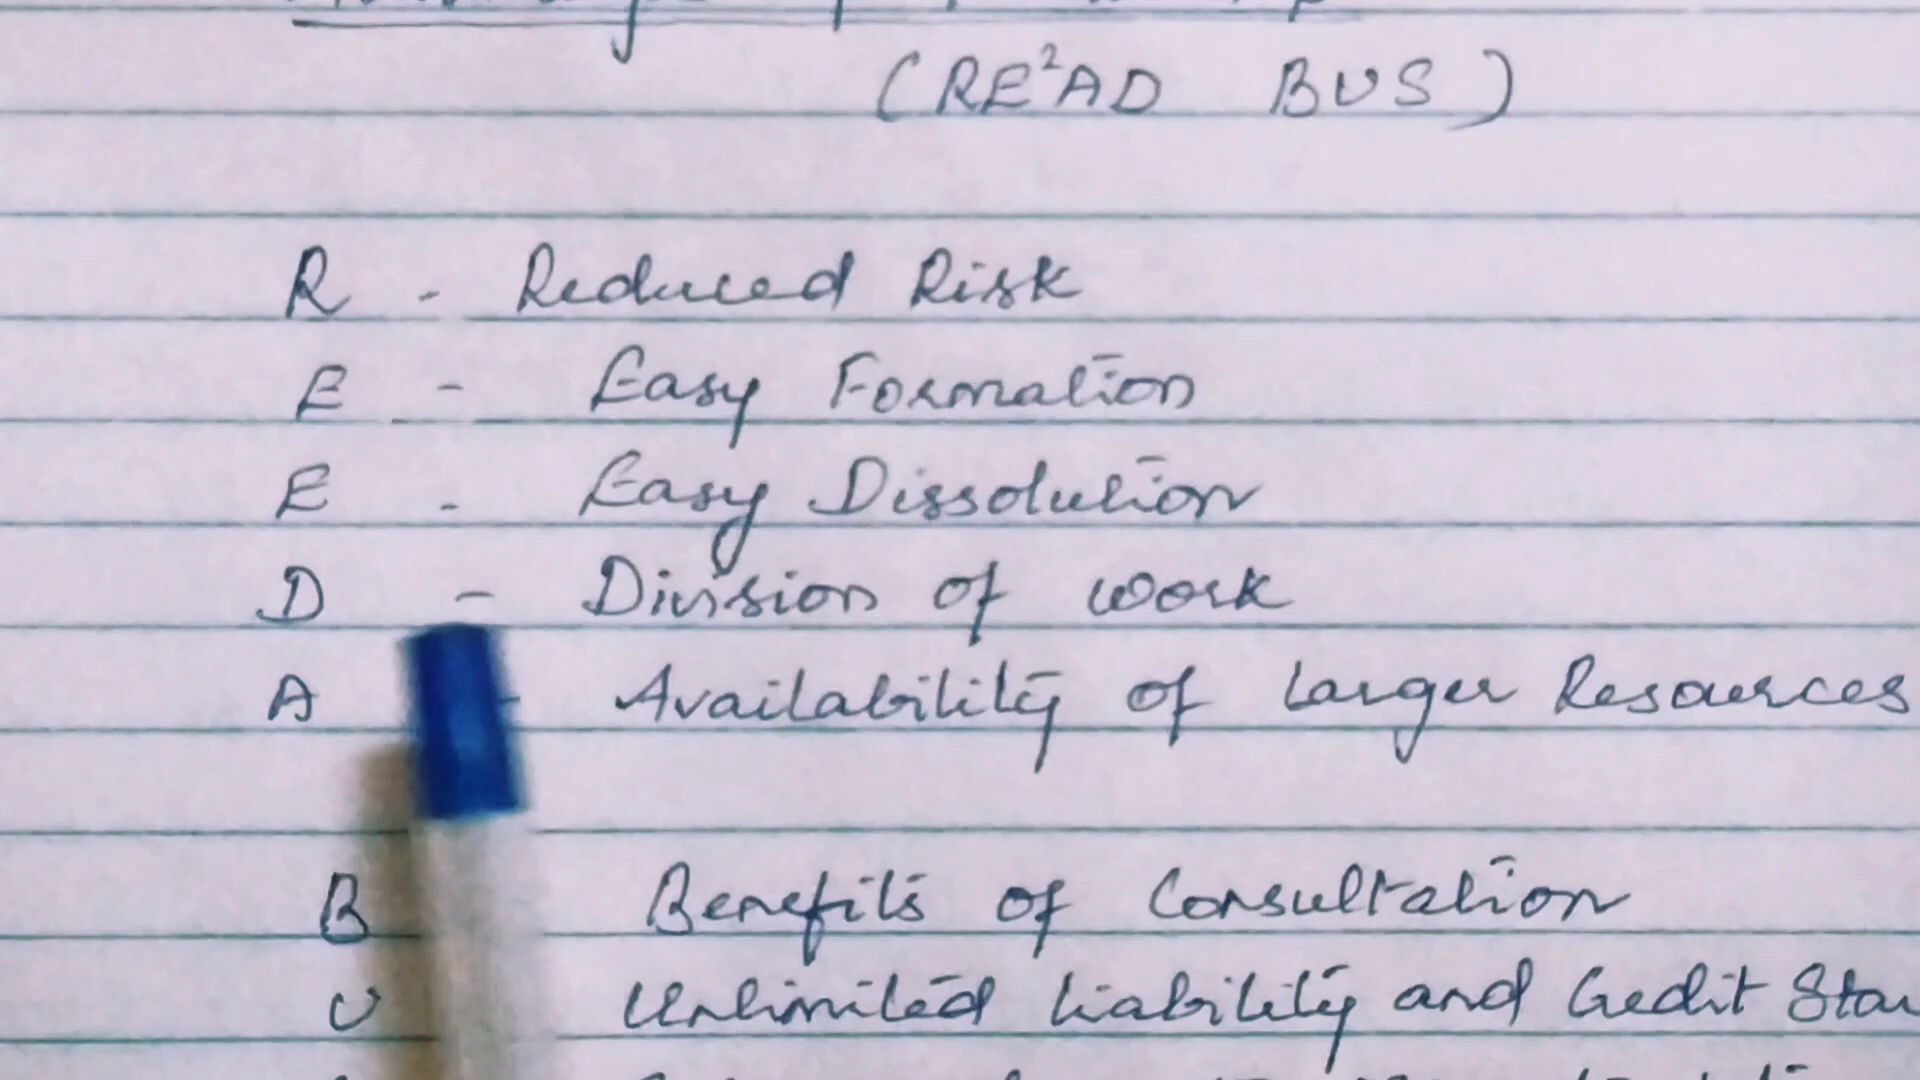 (RE²AD BUS)
R - Reduced Risk
E - Easy Formation
E - Easy Dissolution
D - Division of work
A - Availability of Larger Resources
B Benefits of Consultation
U Unlimited Liability and Credit Stan